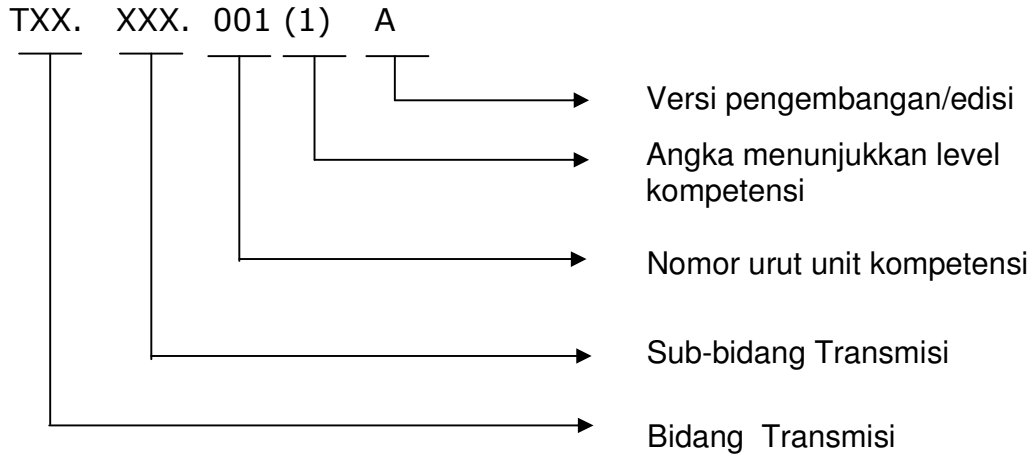 TXX. XXX. 001 (1) A
Versi pengembangan/edisi
Angka menunjukkan level
kompetensi
Nomor urut unit kompetensi
Sub-bidang Transmisi
Bidang Transmisi